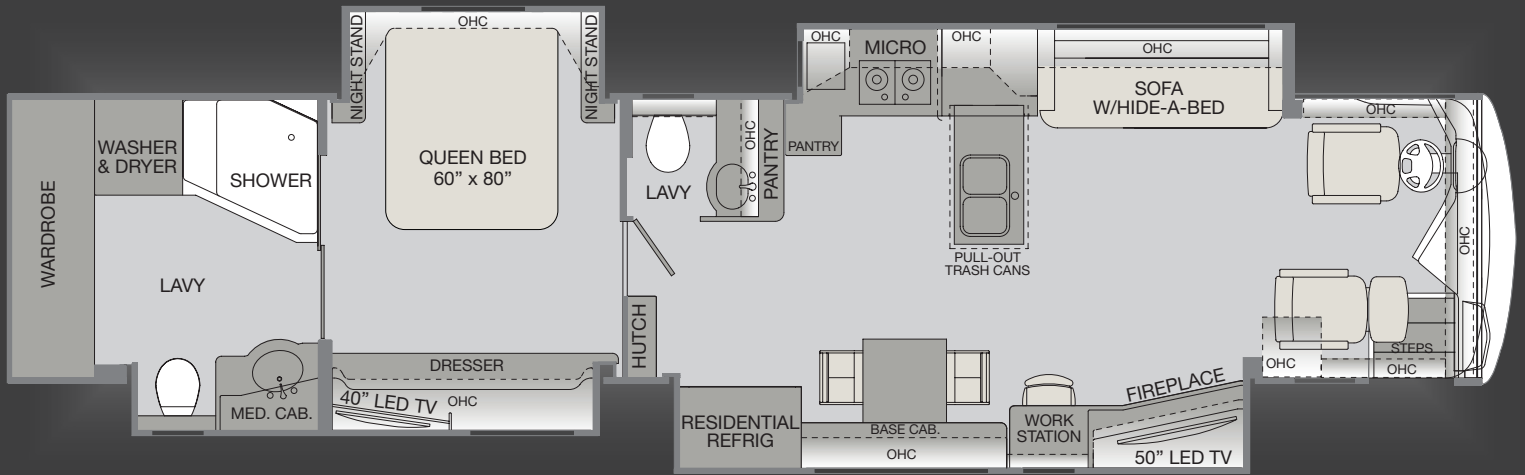 WARDROBE
WASHER
& DRYER
SHOWER
LAVY
MED. CAB.
NIGHT STAND
OHC
NIGHT STAND
QUEEN BED
60” x 80”
DRESSER
40” LED TV
OHC
LAVY
OHC
PANTRY
HUTCH
OHC
MICRO
OHC
PANTRY
PULL-OUT
TRASH CANS
OHC
SOFA
W/HIDE-A-BED
RESIDENTIAL
REFRIG
BASE CAB.
OHC
WORK
STATION
FIREPLACE
50” LED TV
OHC
OHC
OHC
STEPS
OHC